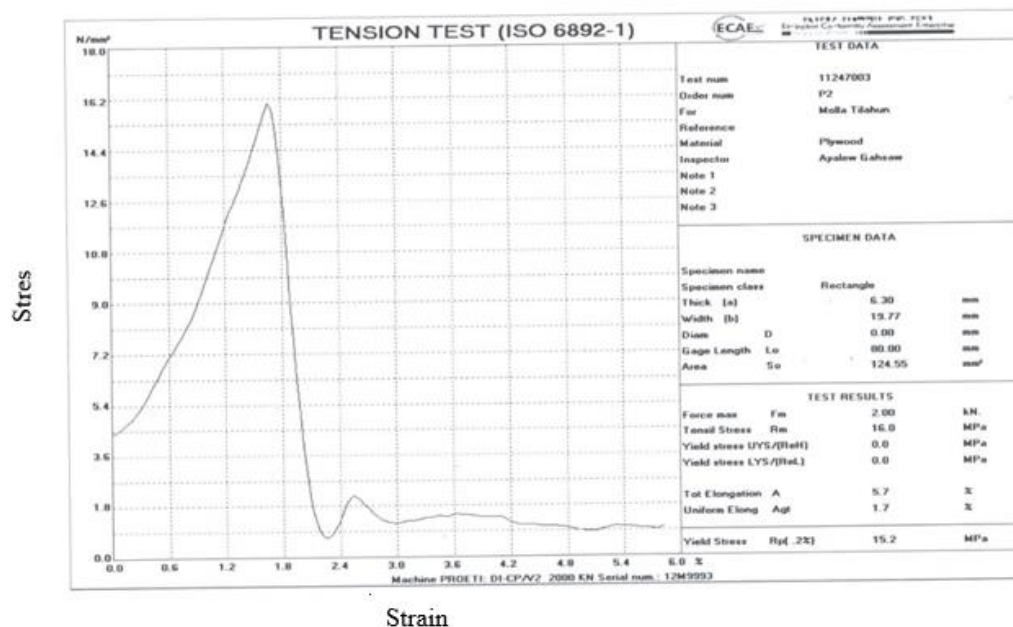 TENSION TEST (ISO 6892-1)
ECAE
Conformity Assessment Enterprise
N/mm²
18.0
16.2
14.4
12.6
10.8
9.0
7.2
5.4
3.6
1.8
0.0
0.0 0.6 1.2 1.8 2.4 3.0 3.6 4.2 4.8 5.4 6.0 %
Machine PROETI: DI-CP/V2 2000 KN Serial num.: 12M9993
Stres
Strain
TEST DATA
Test num 11247003
Order num P2
For Molla Tilahun
Reference
Material Plywood
Inspector Ayalew Gahsaw
Note 1
Note 2
Note 3
SPECIMEN DATA
Specimen name
Specimen class Rectangle
Thick (a) 6.30 mm
Width (b) 19.77 mm
Diam D 0.00 mm
Gage Length Lo 80.00 mm
Area So 124.55 mm²
TEST RESULTS
Force max Fm 2.00 kN.
Tensil Stress Rm 16.0 MPa
Yield stress UYS/(ReH) 0.0 MPa
Yield stress LYS/(ReL) 0.0 MPa
Tot Elongation A 5.7 %
Uniform Elong Agt 1.7 %
Yield Stress Rp( .2%) 15.2 MPa